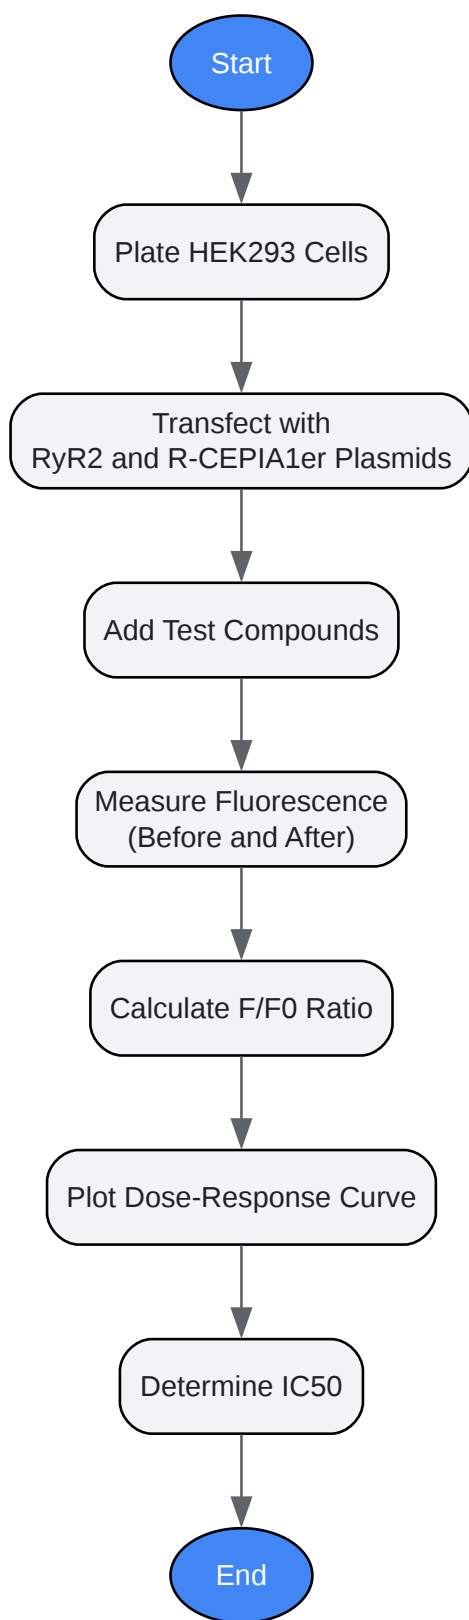 Start
Plate HEK293 Cells
Transfect with
RyR2 and R-CEPIA1er Plasmids
Add Test Compounds
Measure Fluorescence
(Before and After)
Calculate F/F0 Ratio
Plot Dose-Response Curve
Determine IC50
End